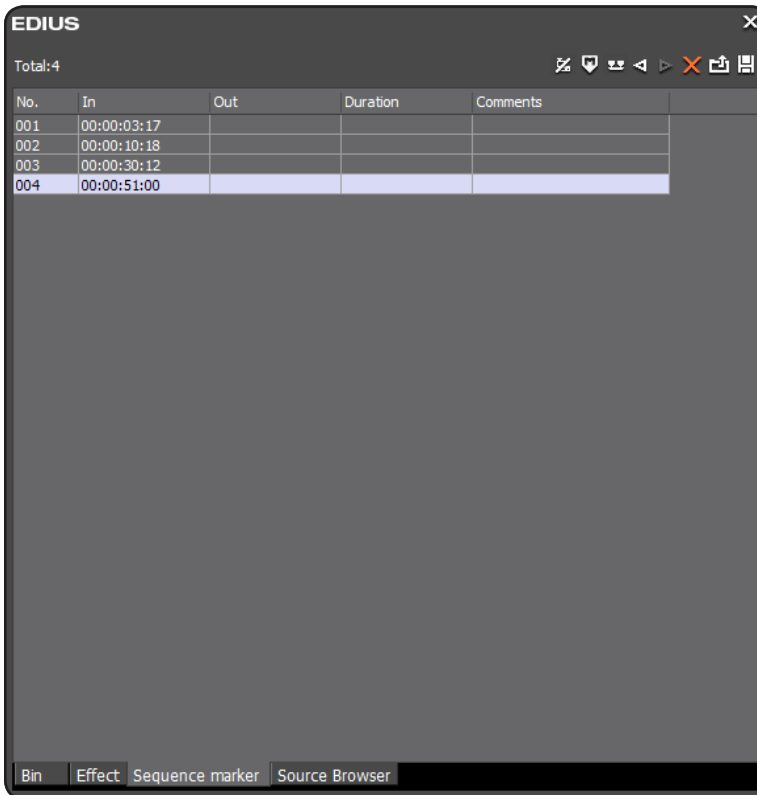 EDIUS
Total:4
No. In Out Duration Comments
001 00:00:03:17
002 00:00:10:18
003 00:00:30:12
004 00:00:51:00
Bin Effect Sequence marker Source Browser